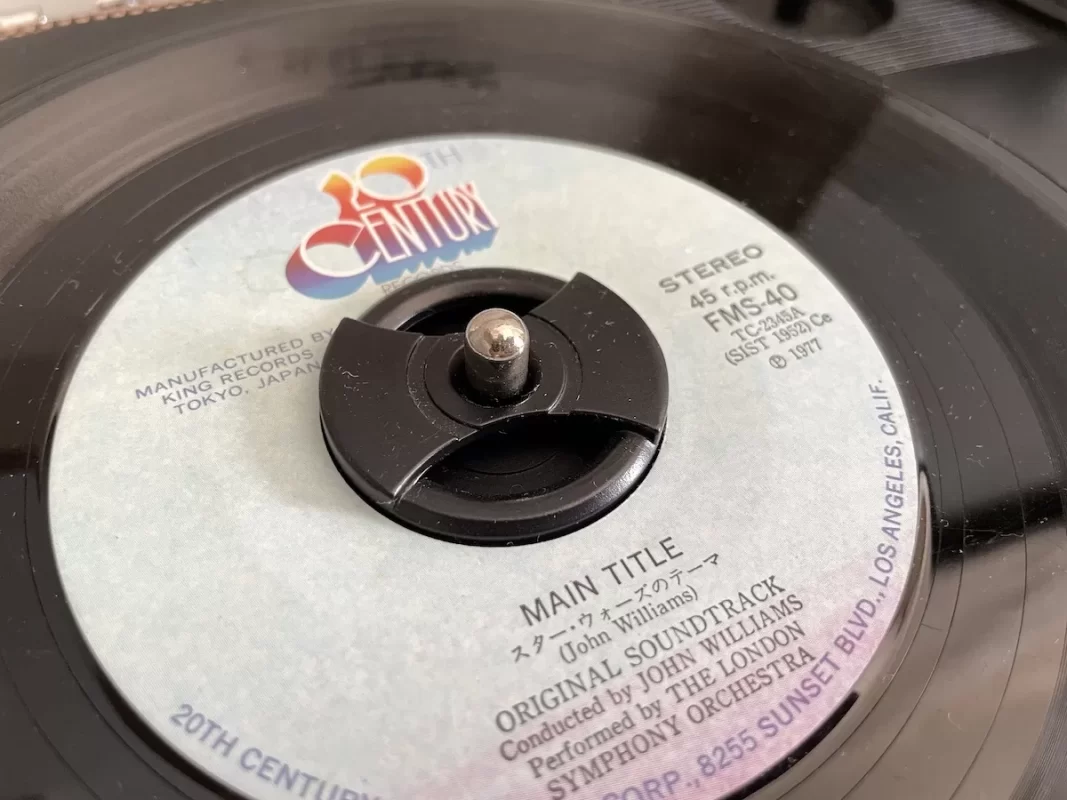 20TH
CENTURY
RECORDS
MANUFACTURED BY
KING RECORDS
TOKYO, JAPAN
STEREO
45 r.p.m.
FMS-40
TC-2345A
(SIST 1952) Ce
℗ 1977
MAIN TITLE
スター・ウォーズのテーマ
(John Williams)
ORIGINAL SOUNDTRACK
Conducted by JOHN WILLIAMS
Performed by THE LONDON
SYMPHONY ORCHESTRA
20TH CENTURY
CORP., 8255 SUNSET BLVD., LOS ANGELES, CALIF.